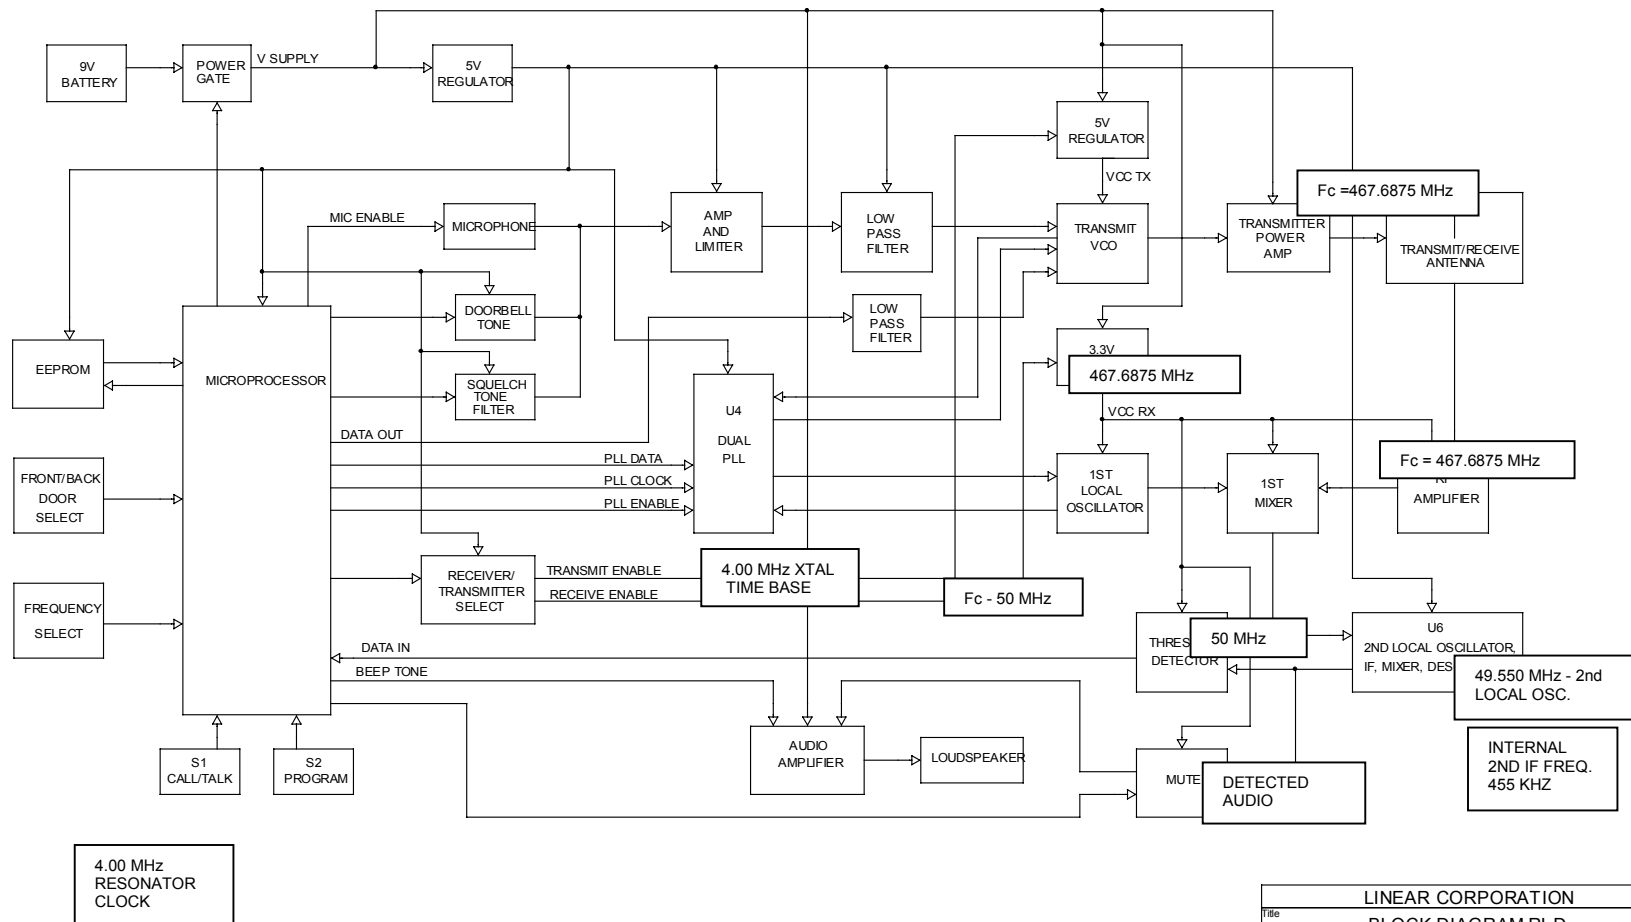 9V
BATTERY
POWER
GATE
V SUPPLY
5V
REGULATOR
5V
REGULATOR
VCC TX
Fc =467.6875 MHz
MIC ENABLE
MICROPHONE
AMP
AND
LIMITER
LOW
PASS
FILTER
TRANSMIT
VCO
TRANSMITTER
POWER
AMP
TRANSMIT/RECEIVE
ANTENNA
DOORBELL
TONE
LOW
PASS
FILTER
EEPROM
MICROPROCESSOR
SQUELCH
TONE
FILTER
3.3V
467.6875 MHz
U4
DUAL
PLL
VCC RX
DATA OUT
PLL DATA
PLL CLOCK
PLL ENABLE
FRONT/BACK
DOOR
SELECT
1ST
LOCAL
OSCILLATOR
1ST
MIXER
Fc = 467.6875 MHz
AMPLIFIER
RECEIVER/
TRANSMITTER
SELECT
TRANSMIT ENABLE
RECEIVE ENABLE
4.00 MHz XTAL
TIME BASE
Fc - 50 MHz
FREQUENCY
SELECT
DATA IN
BEEP TONE
DETECTOR
50 MHz
U6
2ND LOCAL OSCILLATOR,
IF, MIXER,
49.550 MHz - 2nd
LOCAL OSC.
INTERNAL
2ND IF FREQ.
455 KHZ
S1
CALL/TALK
S2
PROGRAM
AUDIO
AMPLIFIER
LOUDSPEAKER
MUTE
DETECTED
AUDIO
4.00 MHz
RESONATOR
CLOCK
LINEAR CORPORATION
Title
BLOCK DIAGRAM